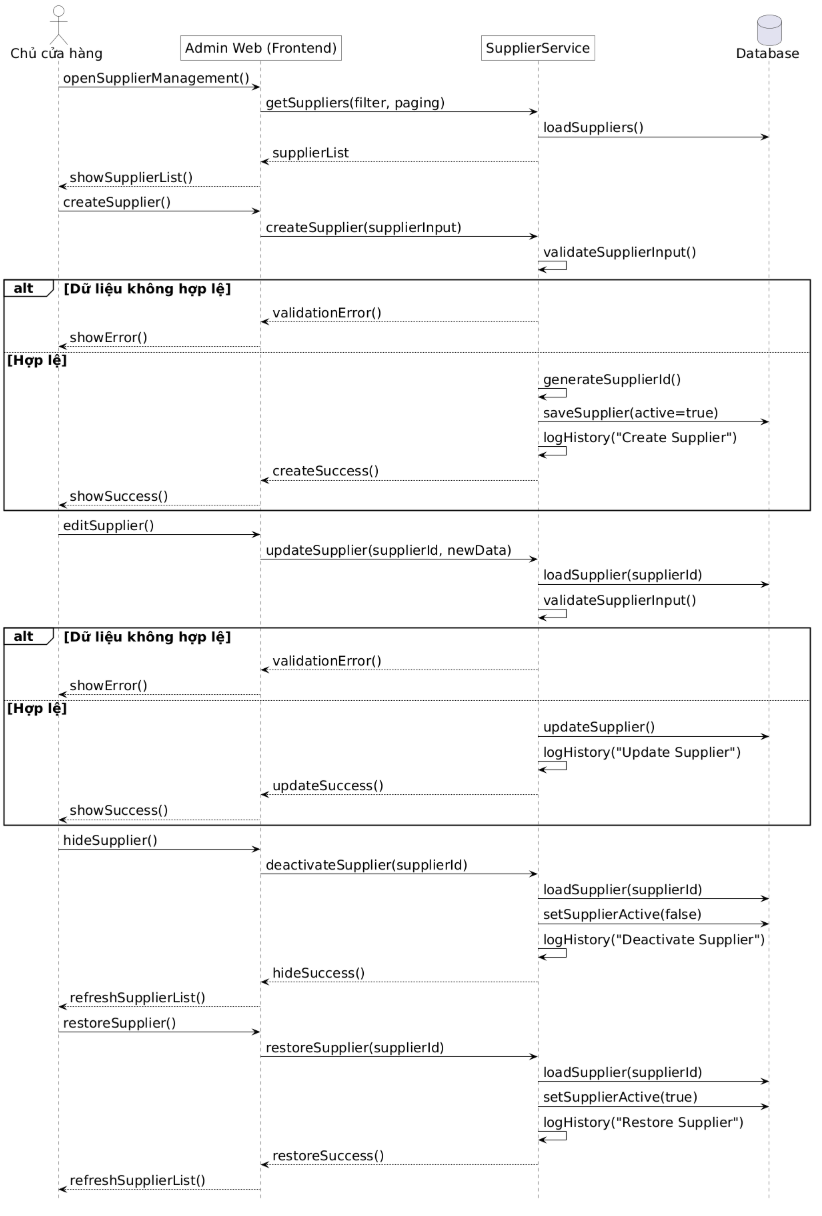 Chủ cửa hàng
Admin Web (Frontend)
SupplierService
Database
openSupplierManagement()
getSuppliers(filter, paging)
loadSuppliers()
supplierList
showSupplierList()
createSupplier()
createSupplier(supplierInput)
validateSupplierInput()
alt [Dữ liệu không hợp lệ]
validationError()
showError()
[Hợp lệ]
generateSupplierId()
saveSupplier(active=true)
logHistory("Create Supplier")
createSuccess()
showSuccess()
editSupplier()
updateSupplier(supplierId, newData)
loadSupplier(supplierId)
validateSupplierInput()
alt [Dữ liệu không hợp lệ]
validationError()
showError()
[Hợp lệ]
updateSupplier()
logHistory("Update Supplier")
updateSuccess()
showSuccess()
hideSupplier()
deactivateSupplier(supplierId)
loadSupplier(supplierId)
setSupplierActive(false)
logHistory("Deactivate Supplier")
hideSuccess()
refreshSupplierList()
restoreSupplier()
restoreSupplier(supplierId)
loadSupplier(supplierId)
setSupplierActive(true)
logHistory("Restore Supplier")
restoreSuccess()
refreshSupplierList()